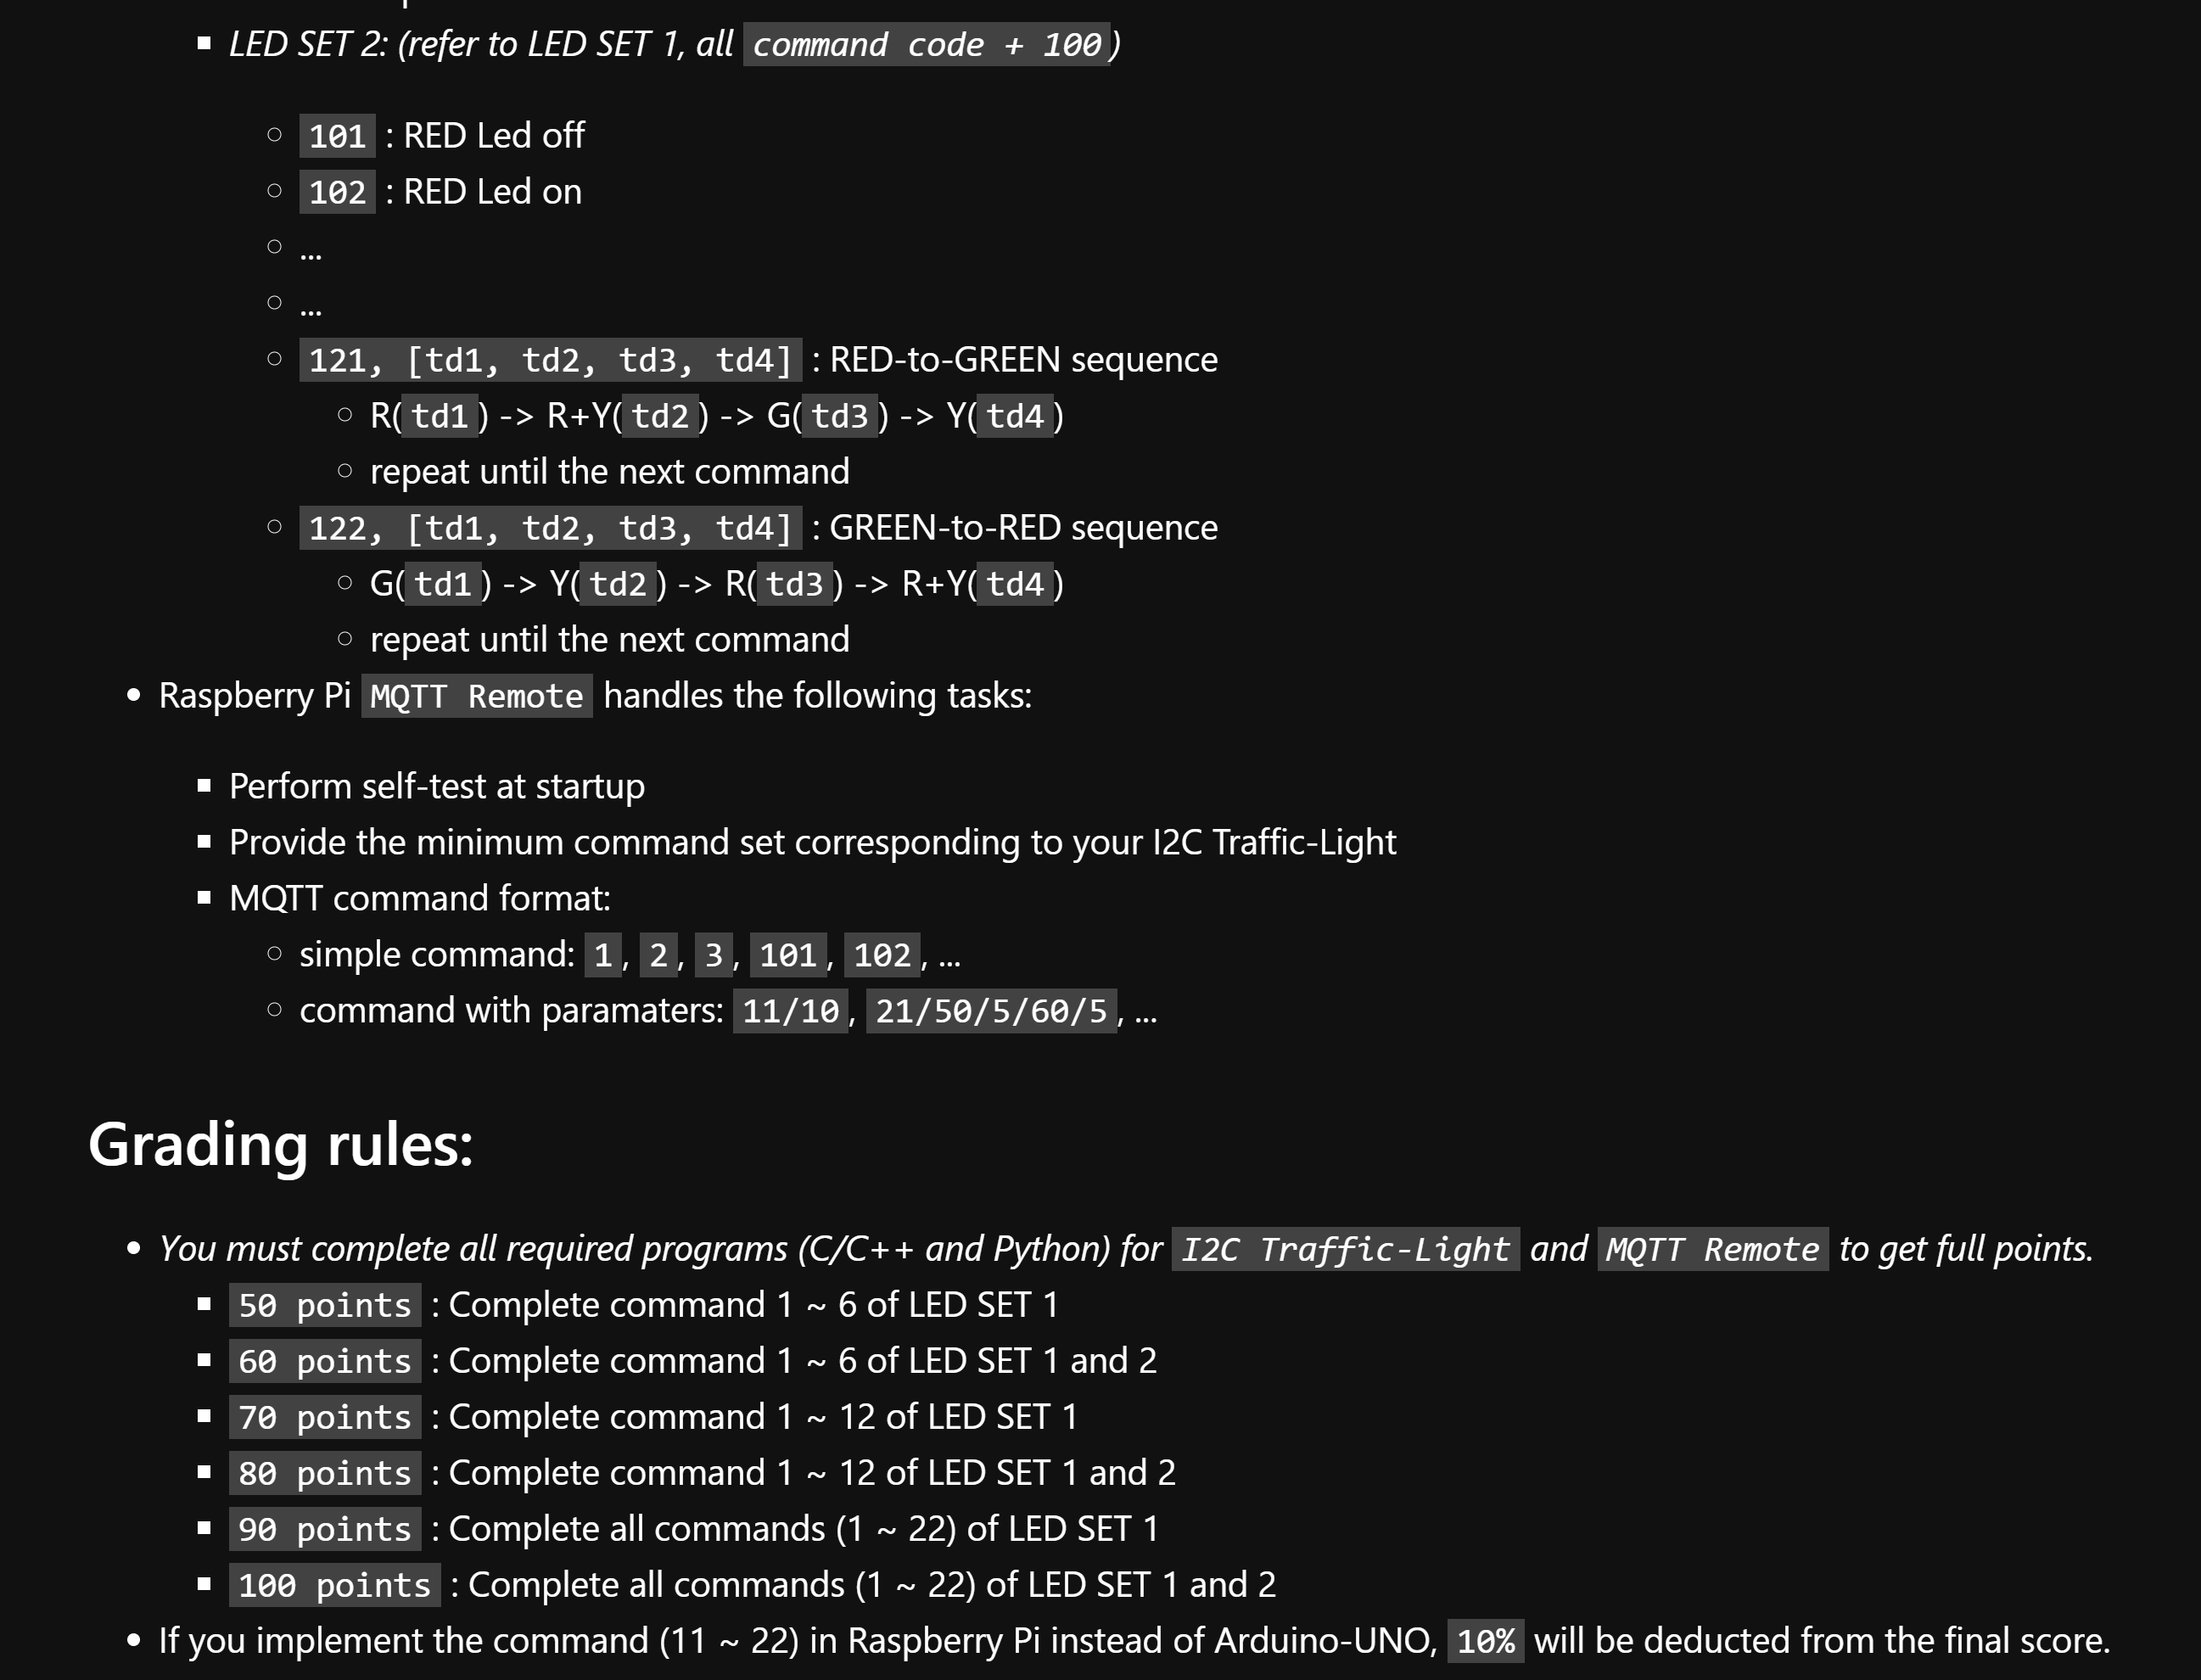 LED SET 2: (refer to LED SET 1, all command code + 100)
101 : RED Led off
102 : RED Led on
...
...
121, [td1, td2, td3, td4] : RED-to-GREEN sequence
R(td1) -> R+Y(td2) -> G(td3) -> Y(td4)
repeat until the next command
122, [td1, td2, td3, td4] : GREEN-to-RED sequence
G(td1) -> Y(td2) -> R(td3) -> R+Y(td4)
repeat until the next command
Raspberry Pi MQTT Remote handles the following tasks:
Perform self-test at startup
Provide the minimum command set corresponding to your I2C Traffic-Light
MQTT command format:
simple command: 1, 2, 3, 101, 102, ...
command with paramaters: 11/10, 21/50/5/60/5, ...
Grading rules:
You must complete all required programs (C/C++ and Python) for I2C Traffic-Light and MQTT Remote to get full points.
50 points : Complete command 1 ~ 6 of LED SET 1
60 points : Complete command 1 ~ 6 of LED SET 1 and 2
70 points : Complete command 1 ~ 12 of LED SET 1
80 points : Complete command 1 ~ 12 of LED SET 1 and 2
90 points : Complete all commands (1 ~ 22) of LED SET 1
100 points : Complete all commands (1 ~ 22) of LED SET 1 and 2
If you implement the command (11 ~ 22) in Raspberry Pi instead of Arduino-UNO, 10% will be deducted from the final score.